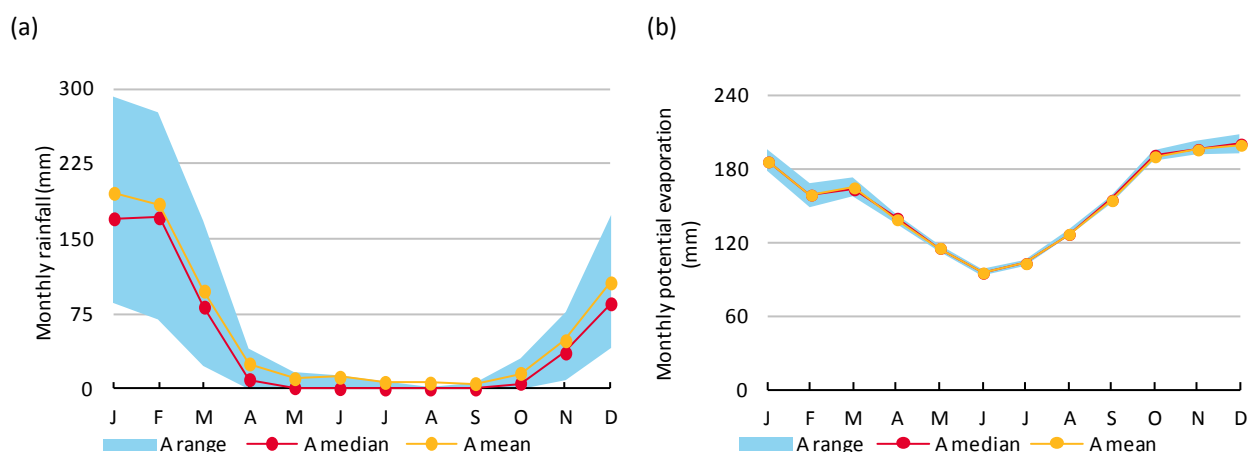 (a)
(b)
Monthly rainfall (mm)
300
225
150
75
0
J F M A M J J A S O N D
A range A median A mean
Monthly potential evaporation
(mm)
240
180
120
60
0
J F M A M J J A S O N D
A range A median A mean